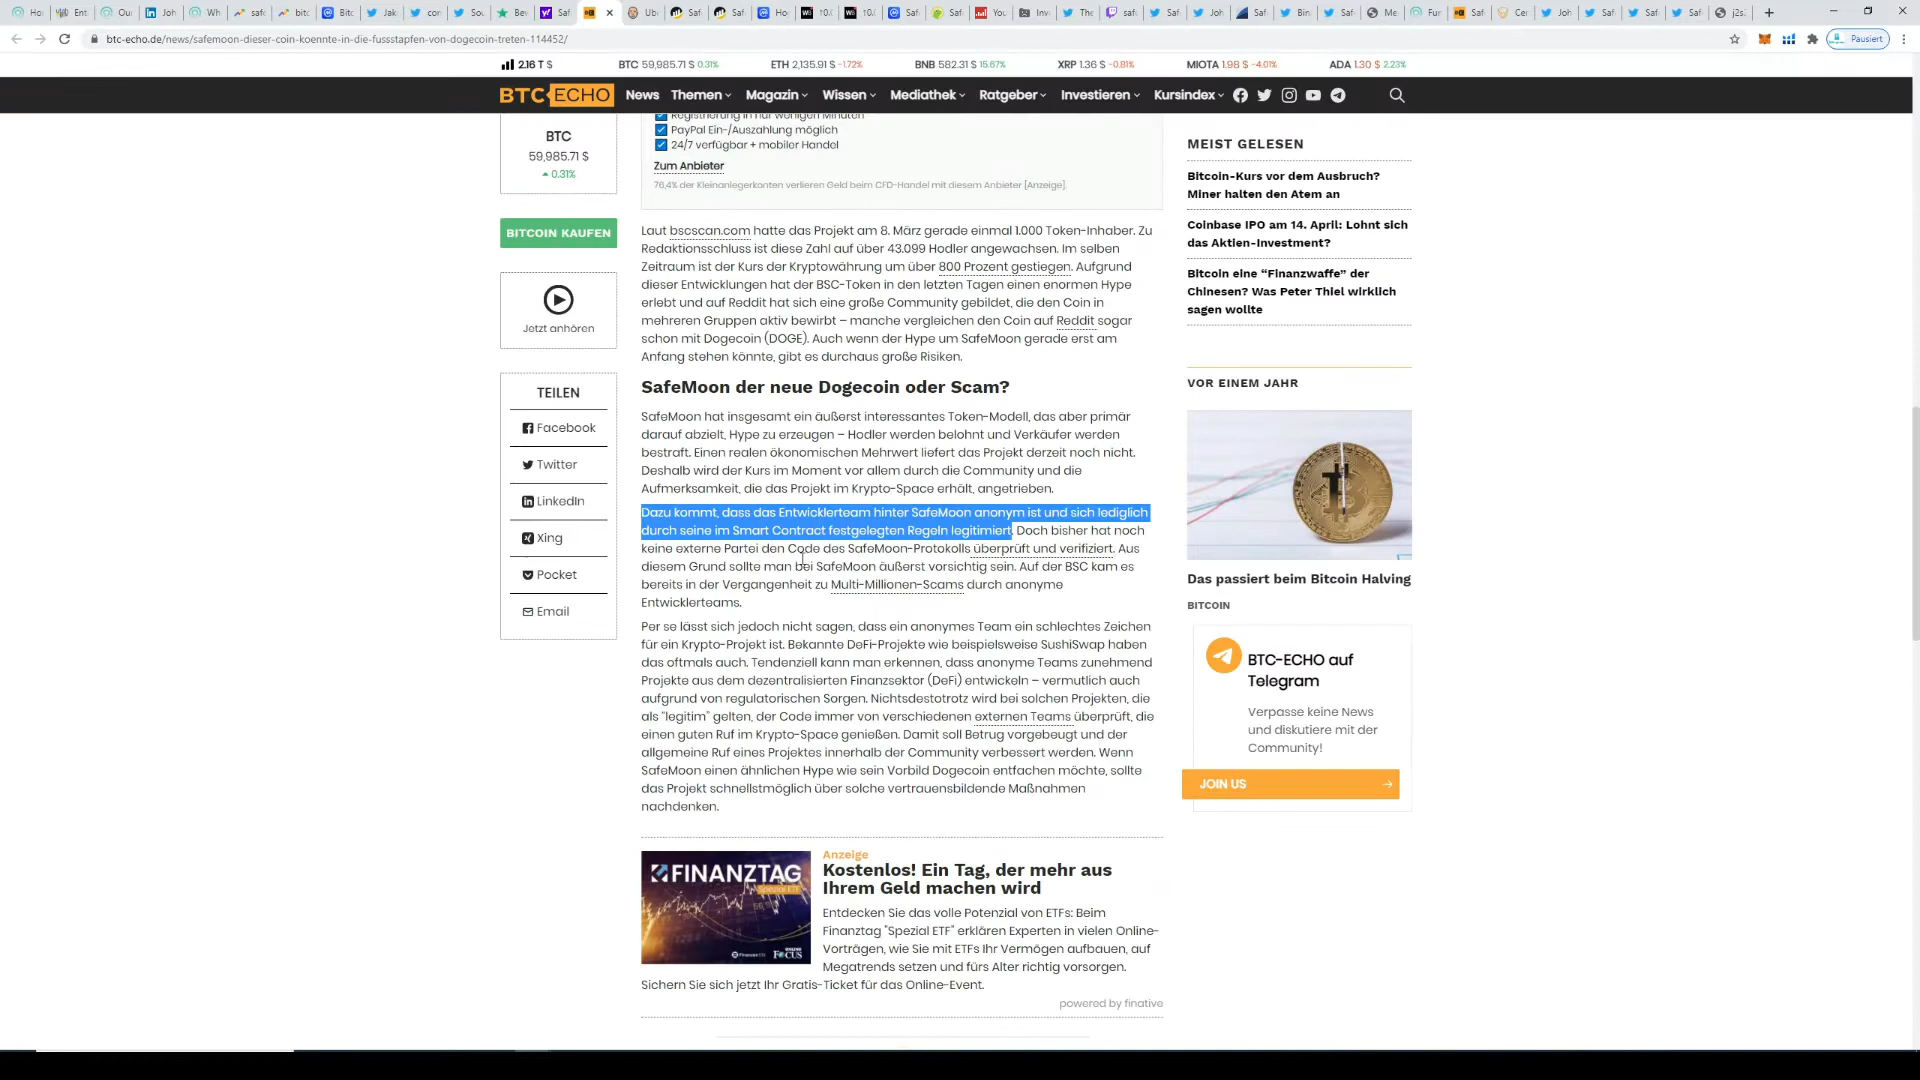 btc-echo.de/news/safemoon-dieser-coin-koennte-in-die-fussstapfen-von-dogecoin-treten-114452/
Pausiert
2.16 T $ BTC 59,985.71 $ 0.31% ETH 2,135.91 $ -1.72% BNB 582.31 $ 15.67% XRP 1.36 $ -0.81% MIOTA 1.98 $ -4.01% ADA 1.30 $ 2.23%
BTC ECHO News Themen Magazin Wissen Mediathek Ratgeber Investieren Kursindex
BTC
59,985.71 $
0.31%
BITCOIN KAUFEN
Jetzt anhören
TEILEN
Facebook
Twitter
LinkedIn
Xing
Pocket
Email
Registrierung in nur wenigen Minuten
PayPal Ein-/Auszahlung möglich
24/7 verfügbar + mobiler Handel
Zum Anbieter
76,4% der Kleinanlegerkonten verlieren Geld beim CFD-Handel mit diesem Anbieter [Anzeige].
Laut bscscan.com hatte das Projekt am 8. März gerade einmal 1.000 Token-Inhaber. Zu
Redaktionsschluss ist diese Zahl auf über 43.099 Hodler angewachsen. Im selben
Zeitraum ist der Kurs der Kryptowährung um über 800 Prozent gestiegen. Aufgrund
dieser Entwicklungen hat der BSC-Token in den letzten Tagen einen enormen Hype
erlebt und auf Reddit hat sich eine große Community gebildet, die den Coin in
mehreren Gruppen aktiv bewirbt – manche vergleichen den Coin auf Reddit sogar
schon mit Dogecoin (DOGE). Auch wenn der Hype um SafeMoon gerade erst am
Anfang stehen könnte, gibt es durchaus große Risiken.
SafeMoon der neue Dogecoin oder Scam?
SafeMoon hat insgesamt ein äußerst interessantes Token-Modell, das aber primär
darauf abzielt, Hype zu erzeugen – Hodler werden belohnt und Verkäufer werden
bestraft. Einen realen ökonomischen Mehrwert liefert das Projekt derzeit noch nicht.
Deshalb wird der Kurs im Moment vor allem durch die Community und die
Aufmerksamkeit, die das Projekt im Krypto-Space erhält, angetrieben.
Dazu kommt, dass das Entwicklerteam hinter SafeMoon anonym ist und sich lediglich
durch seine im Smart Contract festgelegten Regeln legitimiert. Doch bisher hat noch
keine externe Partei den Code des SafeMoon-Protokolls überprüft und verifiziert. Aus
diesem Grund sollte man bei SafeMoon äußerst vorsichtig sein. Auf der BSC kam es
bereits in der Vergangenheit zu Multi-Millionen-Scams durch anonyme
Entwicklerteams.
Per se lässt sich jedoch nicht sagen, dass ein anonymes Team ein schlechtes Zeichen
für ein Krypto-Projekt ist. Bekannte DeFi-Projekte wie beispielsweise SushiSwap haben
das oftmals auch. Tendenziell kann man erkennen, dass anonyme Teams zunehmend
Projekte aus dem dezentralisierten Finanzsektor (DeFi) entwickeln – vermutlich auch
aufgrund von regulatorischen Sorgen. Nichtsdestotrotz wird bei solchen Projekten, die
als "legitim" gelten, der Code immer von verschiedenen externen Teams überprüft, die
einen guten Ruf im Krypto-Space genießen. Damit soll Betrug vorgebeugt und der
allgemeine Ruf eines Projektes innerhalb der Community verbessert werden. Wenn
SafeMoon einen ähnlichen Hype wie sein Vorbild Dogecoin entfachen möchte, sollte
das Projekt schnellstmöglich über solche vertrauensbildende Maßnahmen
nachdenken.
FINANZTAG
Spezial ETF
FOCUS
Anzeige
Kostenlos! Ein Tag, der mehr aus
Ihrem Geld machen wird
Entdecken Sie das volle Potenzial von ETFs: Beim
Finanztag "Spezial ETF" erklären Experten in vielen Online-
Vorträgen, wie Sie mit ETFs Ihr Vermögen aufbauen, auf
Megatrends setzen und fürs Alter richtig vorsorgen.
Sichern Sie sich jetzt Ihr Gratis-Ticket für das Online-Event.
powered by finative
MEIST GELESEN
Bitcoin-Kurs vor dem Ausbruch?
Miner halten den Atem an
Coinbase IPO am 14. April: Lohnt sich
das Aktien-Investment?
Bitcoin eine “Finanzwaffe” der
Chinesen? Was Peter Thiel wirklich
sagen wollte
VOR EINEM JAHR
Das passiert beim Bitcoin Halving
BITCOIN
BTC-ECHO auf
Telegram
Verpasse keine News
und diskutiere mit der
Community!
JOIN US